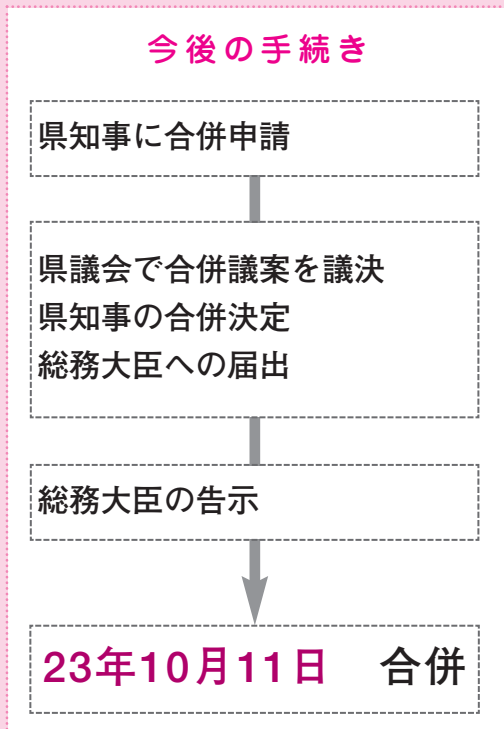 今後の手続き
県知事に合併申請
県議会で合併議案を議決
県知事の合併決定
総務大臣への届出
総務大臣の告示
23年10月11日　合併